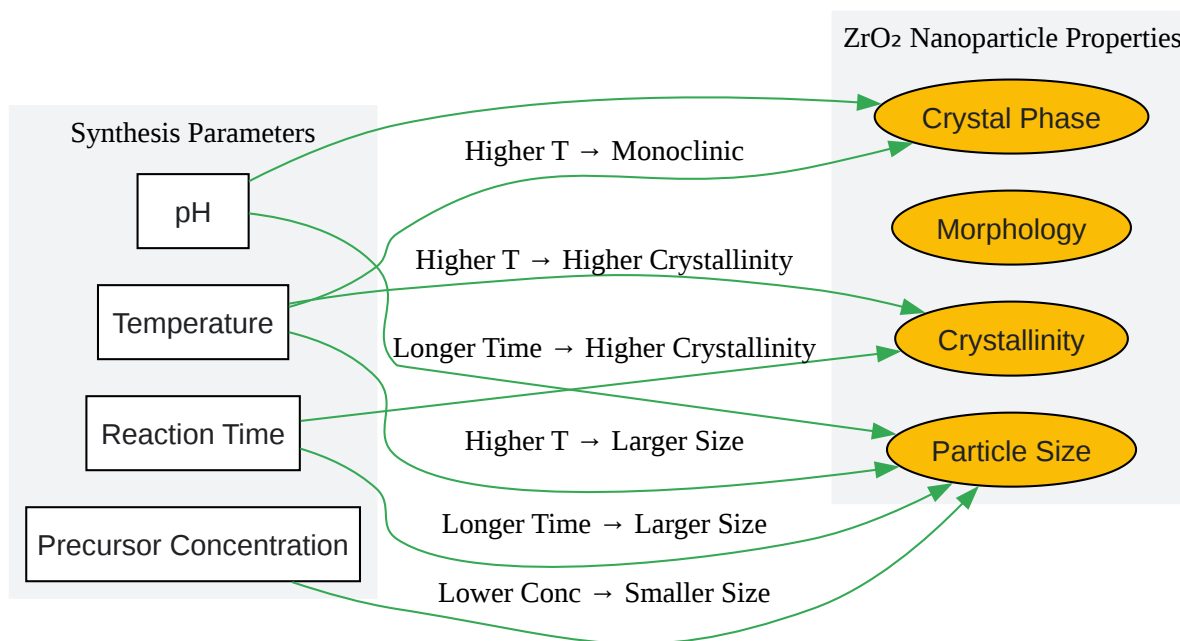 ZrO₂ Nanoparticle Properties
Crystal Phase
Synthesis Parameters
Higher T → Monoclinic
pH
Morphology
Higher T → Higher Crystallinity
Temperature
Crystallinity
Longer Time → Higher Crystallinity
Reaction Time
Higher T → Larger Size
Particle Size
Longer Time → Larger Size
Precursor Concentration
Lower Conc → Smaller Size